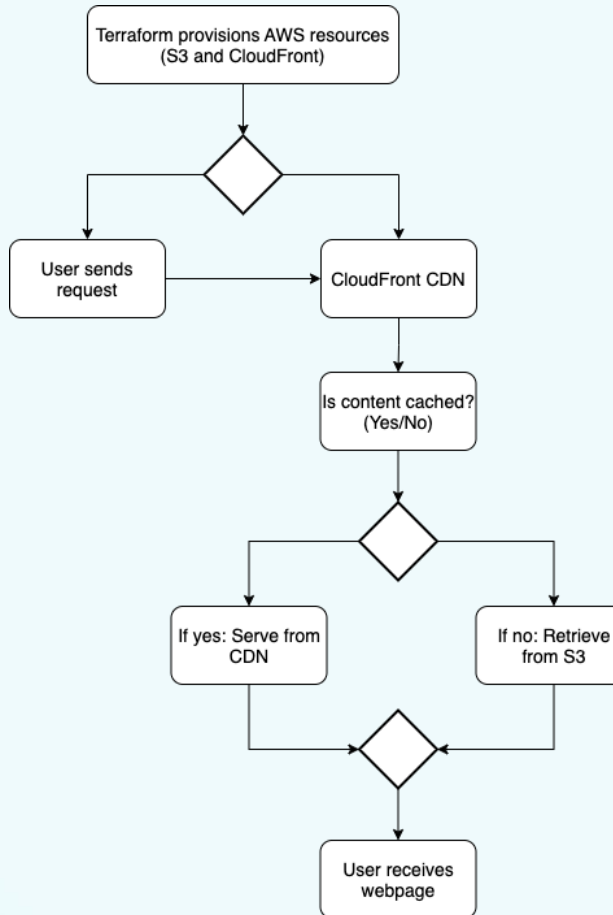 Terraform provisions AWS resources
(S3 and CloudFront)
User sends
request
CloudFront CDN
Is content cached?
(Yes/No)
If yes: Serve from
CDN
If no: Retrieve
from S3
User receives
webpage